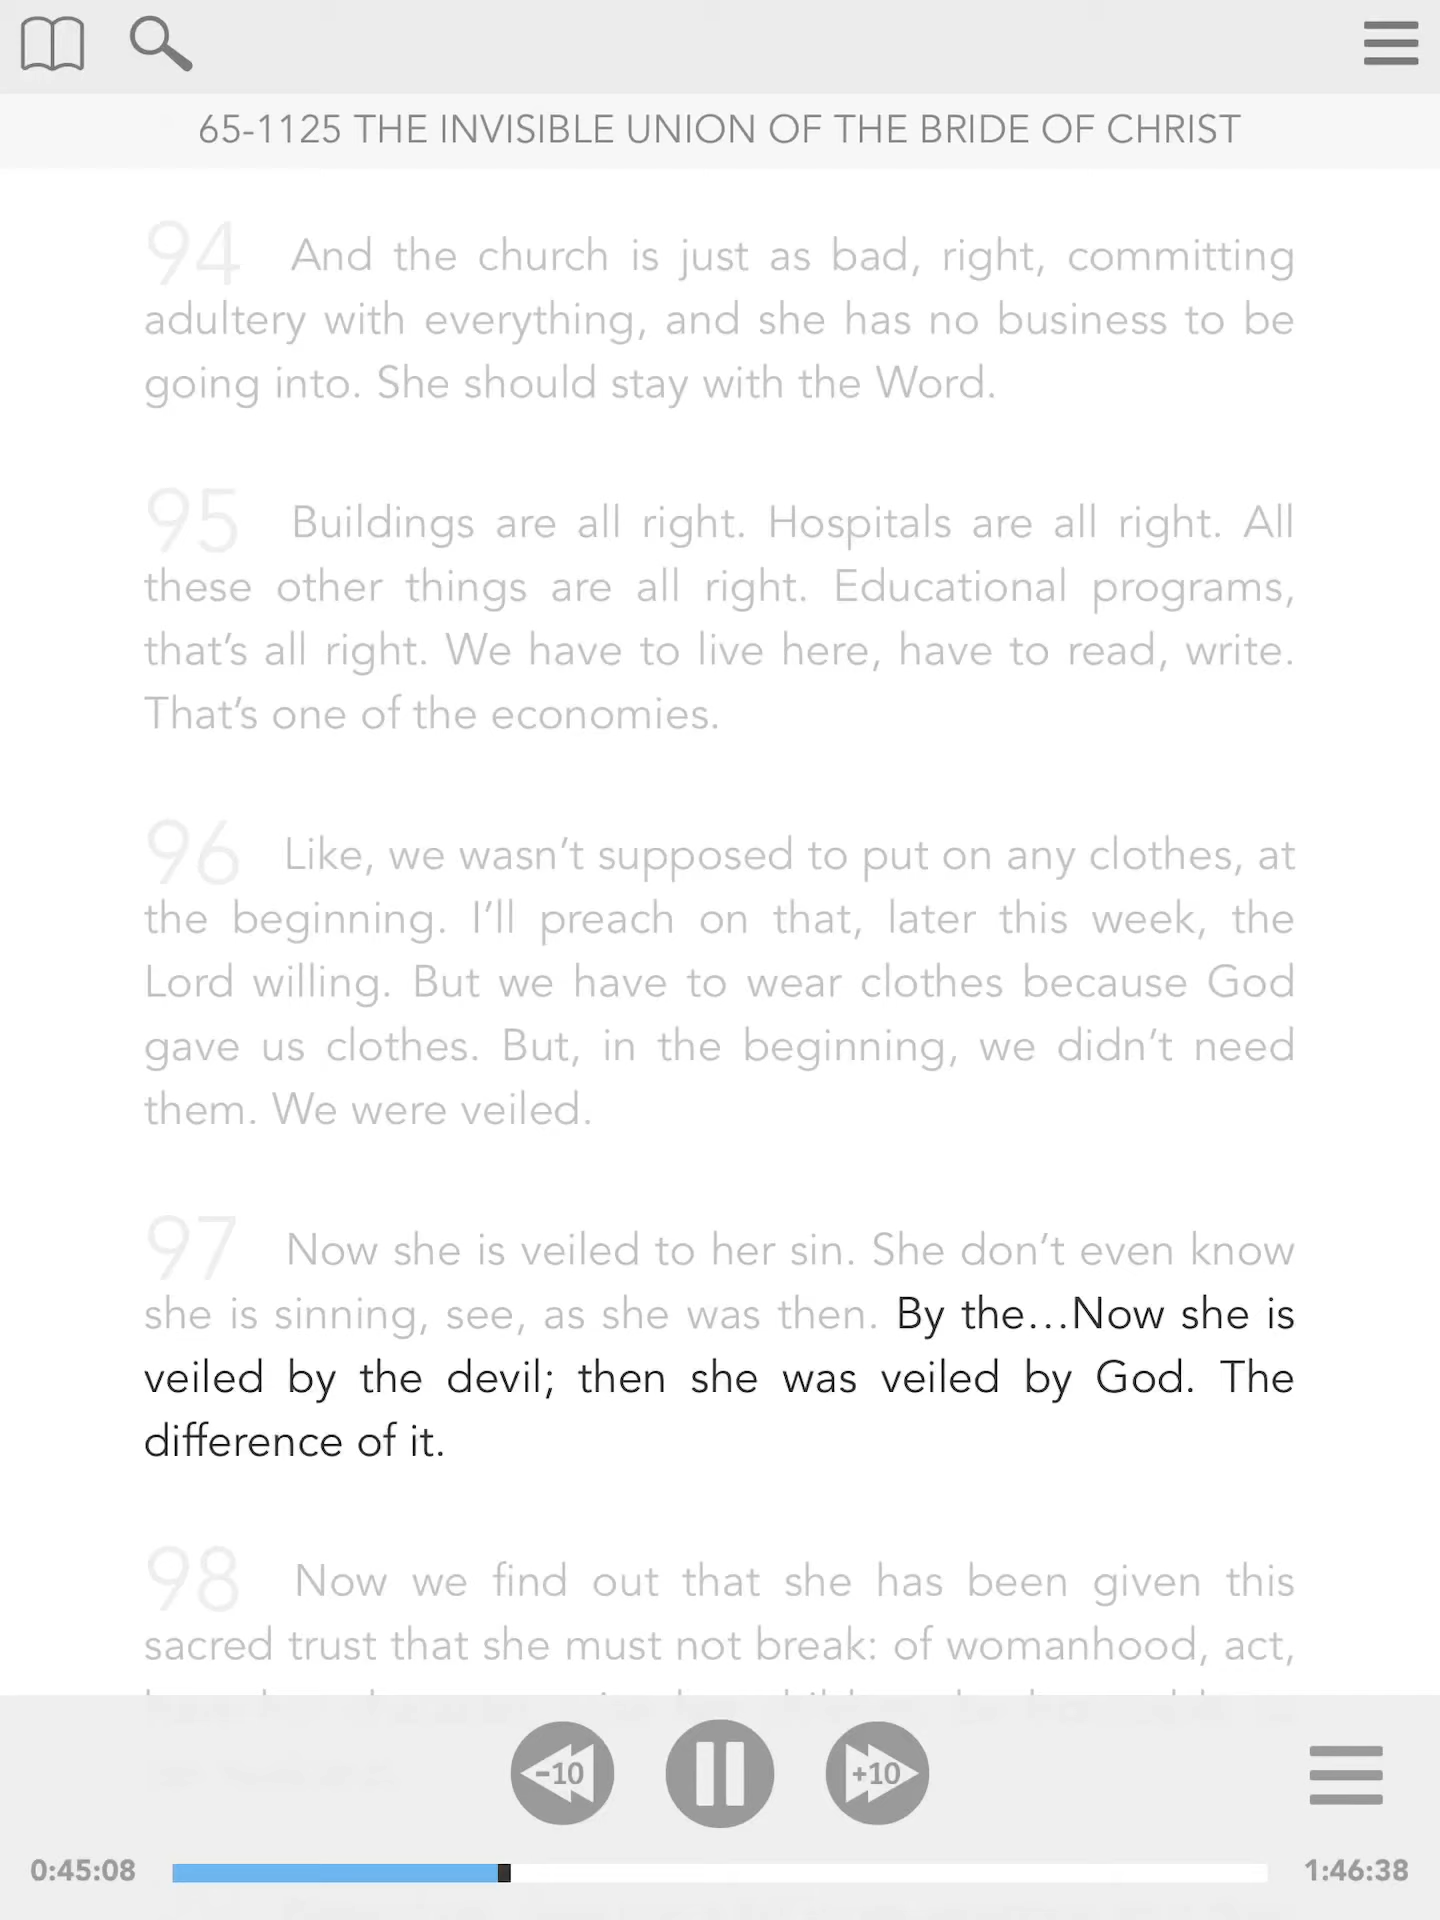 65-1125 THE INVISIBLE UNION OF THE BRIDE OF CHRIST
94 And the church is just as bad, right, committing
adultery with everything, and she has no business to be
going into. She should stay with the Word.
95 Buildings are all right. Hospitals are all right. All
these other things are all right. Educational programs,
that’s all right. We have to live here, have to read, write.
That’s one of the economies.
96 Like, we wasn’t supposed to put on any clothes, at
the beginning. I’ll preach on that, later this week, the
Lord willing. But we have to wear clothes because God
gave us clothes. But, in the beginning, we didn’t need
them. We were veiled.
97 Now she is veiled to her sin. She don’t even know
she is sinning, see, as she was then. By the…Now she is
veiled by the devil; then she was veiled by God. The
difference of it.
98 Now we find out that she has been given this
sacred trust that she must not break: of womanhood, act,
-10 +10
0:45:08 1:46:38